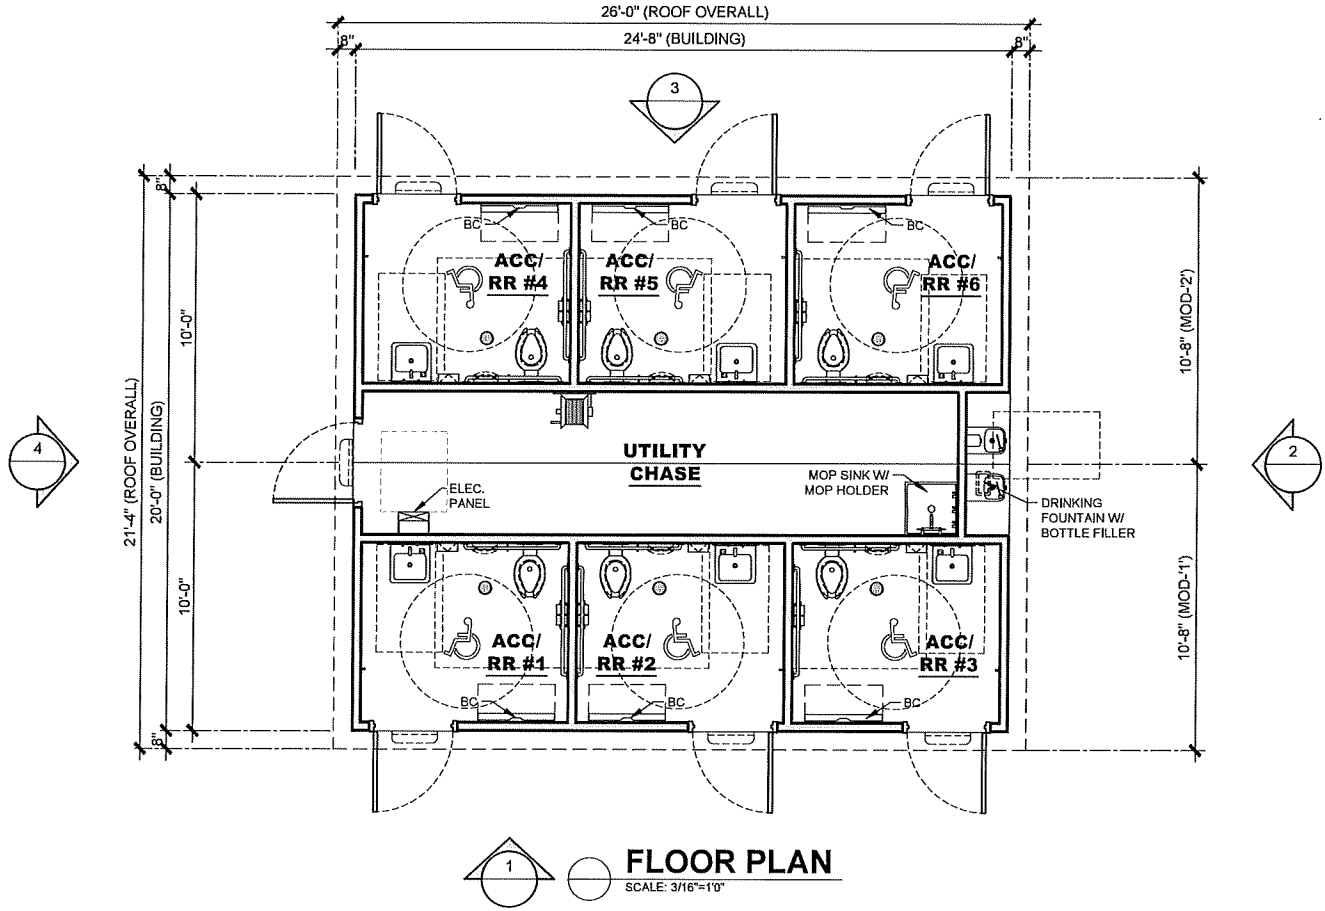 26'-0" (ROOF OVERALL)
8"
24'-8" (BUILDING)
8"
3
8"
8"
BC
BC
BC
ACC/
RR #4
ACC/
RR #5
ACC/
RR #6
10'-0"
10'-8" (MOD-'2')
21'-4" (ROOF OVERALL)
20'-0" (BUILDING)
4
2
UTILITY
CHASE
ELEC.
PANEL
MOP SINK W/
MOP HOLDER
DRINKING
FOUNTAIN W/
BOTTLE FILLER
10'-0"
10'-8" (MOD-'1')
ACC/
RR #1
ACC/
RR #2
ACC/
RR #3
BC
BC
BC
8"
1
FLOOR PLAN
SCALE: 3/16"=1'0"